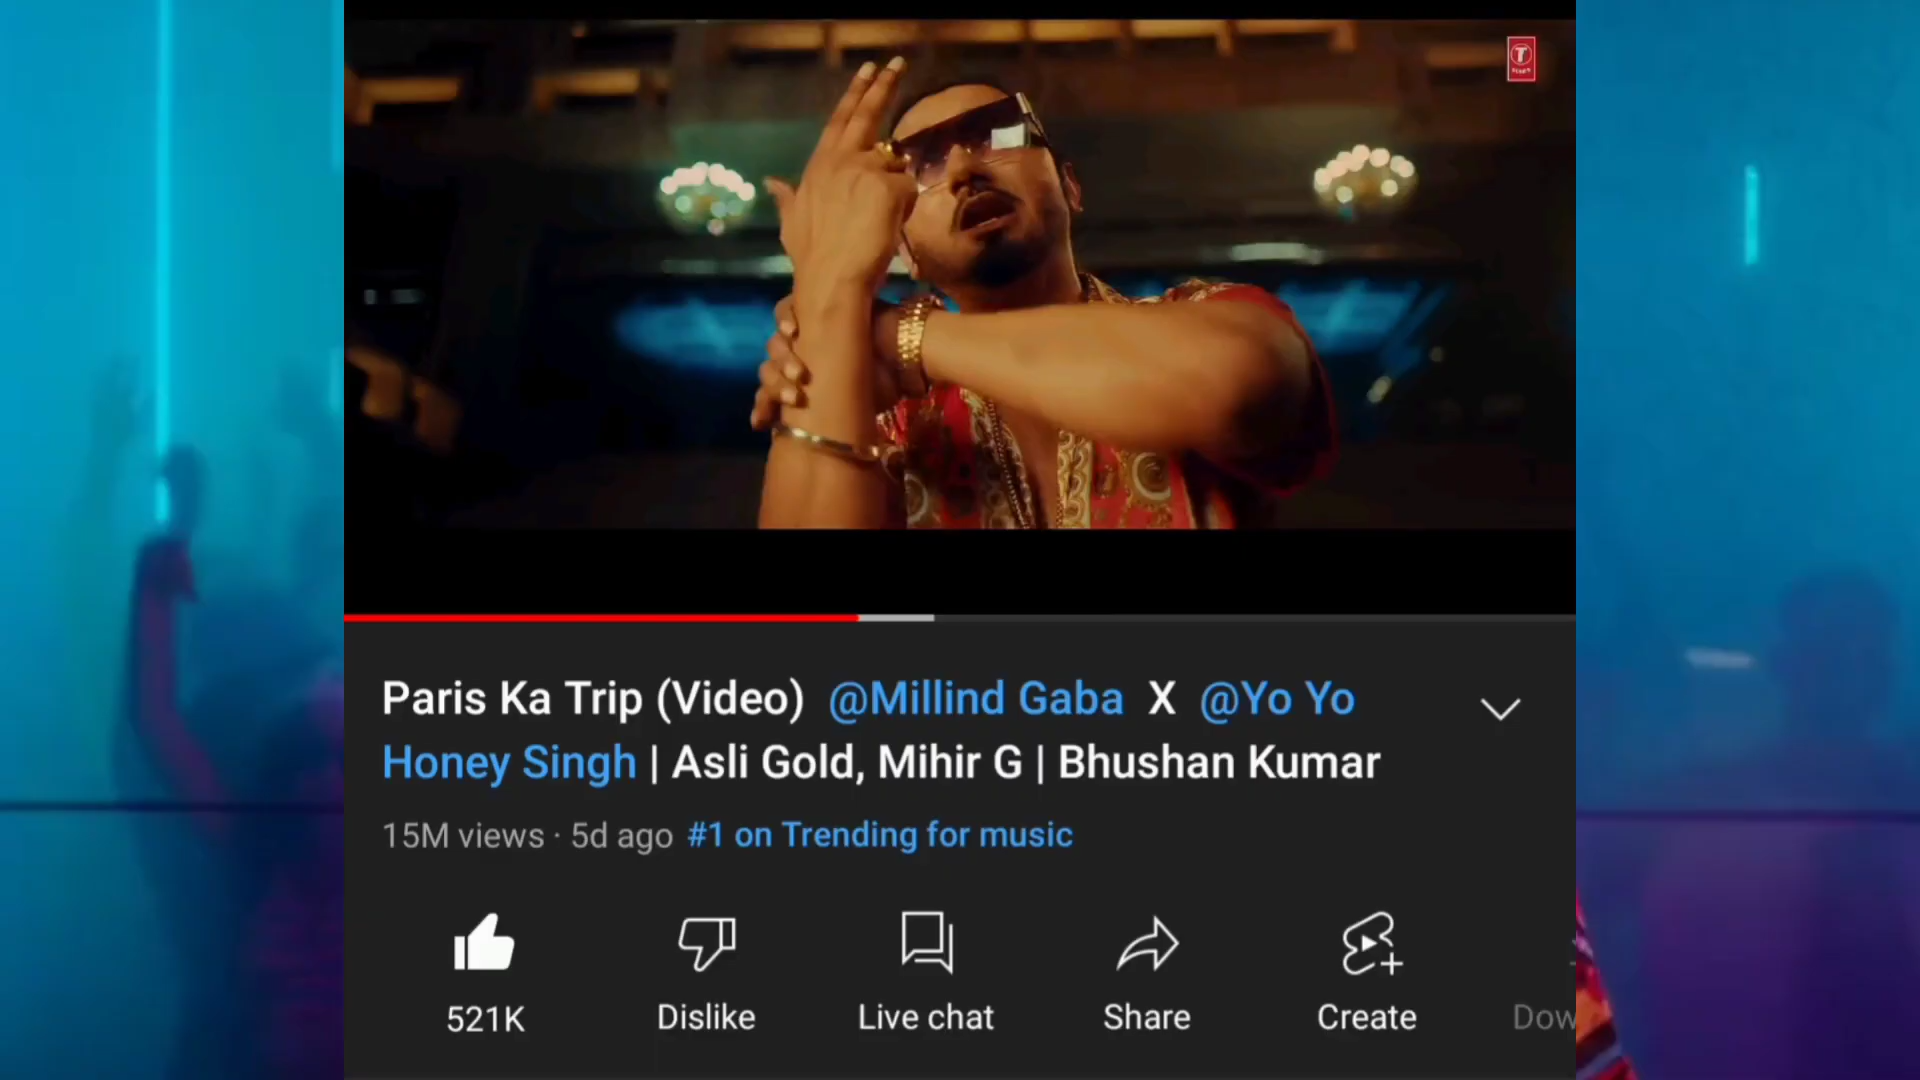 T
Paris Ka Trip (Video) @Millind Gaba X @Yo Yo
Honey Singh | Asli Gold, Mihir G | Bhushan Kumar
15M views · 5d ago #1 on Trending for music
521K Dislike Live chat Share Create Dow